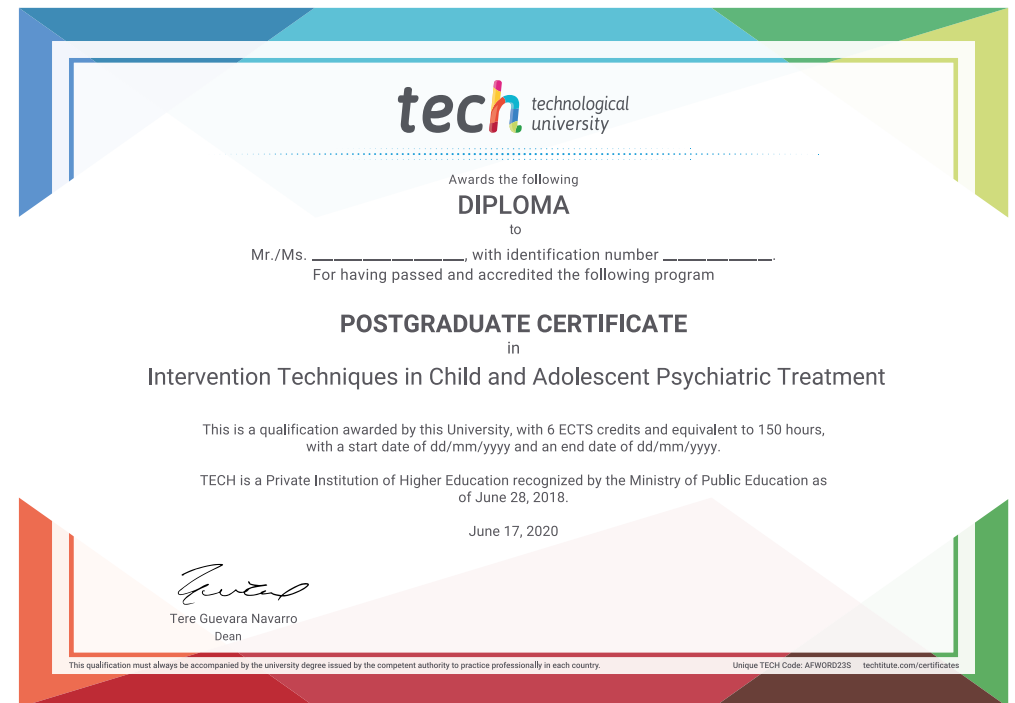 tech technological
university
Awards the following
DIPLOMA
to
Mr./Ms. ______________, with identification number __________.
For having passed and accredited the following program
POSTGRADUATE CERTIFICATE
in
Intervention Techniques in Child and Adolescent Psychiatric Treatment
This is a qualification awarded by this University, with 6 ECTS credits and equivalent to 150 hours,
with a start date of dd/mm/yyyy and an end date of dd/mm/yyyy.
TECH is a Private Institution of Higher Education recognized by the Ministry of Public Education as
of June 28, 2018.
June 17, 2020
Tere Guevara Navarro
Dean
This qualification must always be accompanied by the university degree issued by the competent authority to practice professionally in each country.
Unique TECH Code: AFWORD23S techtitute.com/certificates